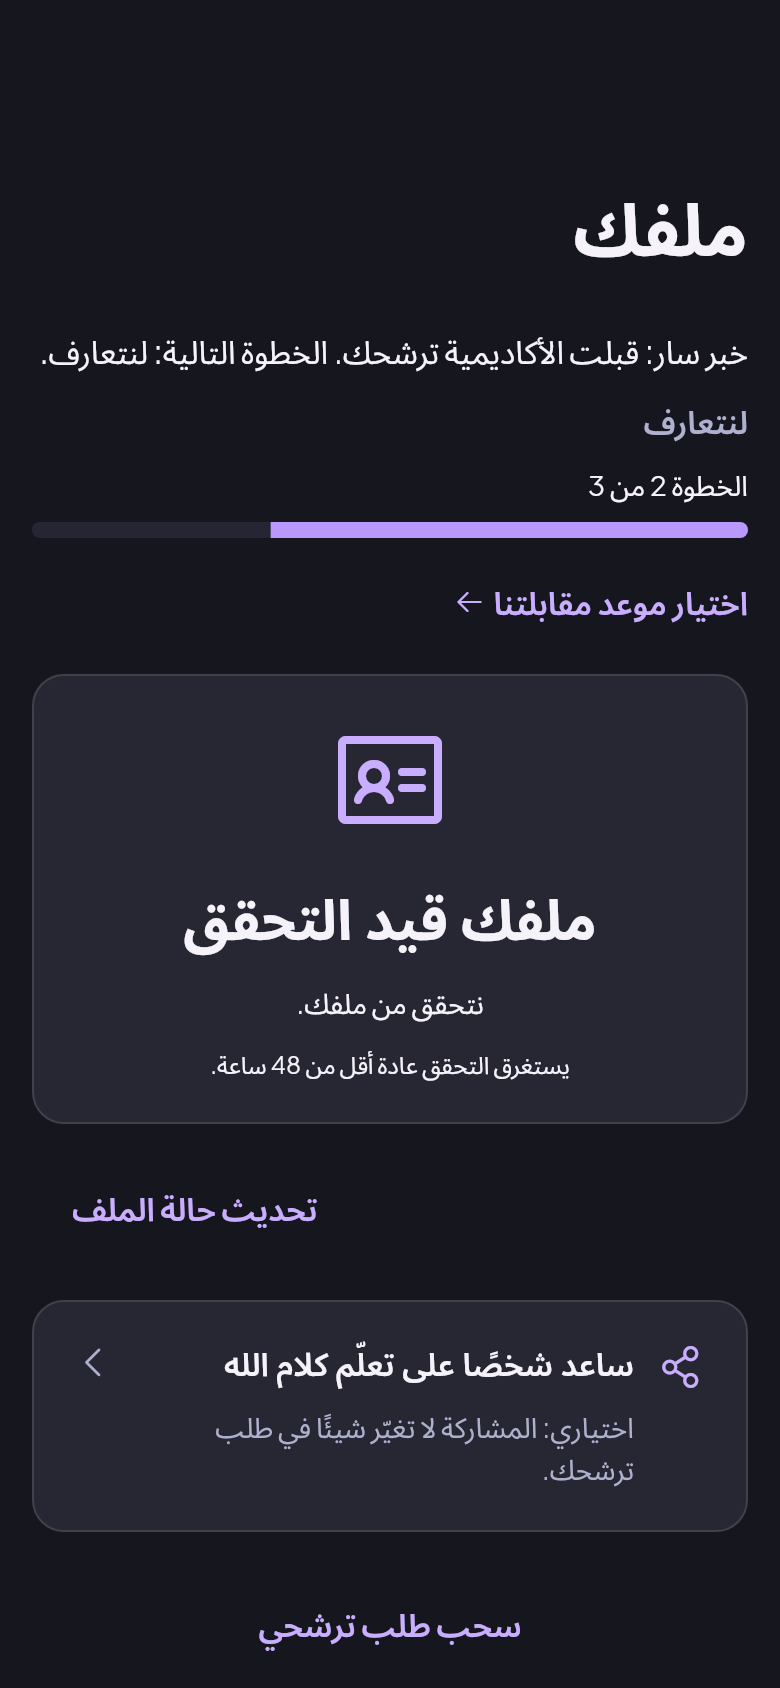 ملفك
خبر سار: قبلت الأكاديمية ترشحك. الخطوة التالية: لنتعارف.
لنتعارف
الخطوة 2 من 3
اختيار موعد مقابلتنا ←
ملفك قيد التحقق
نتحقق من ملفك.
يستغرق التحقق عادة أقل من 48 ساعة.
تحديث حالة الملف
ساعد شخصًا على تعلّم كلام الله
اختياري: المشاركة لا تغيّر شيئًا في طلب
ترشحك.
سحب طلب ترشحي